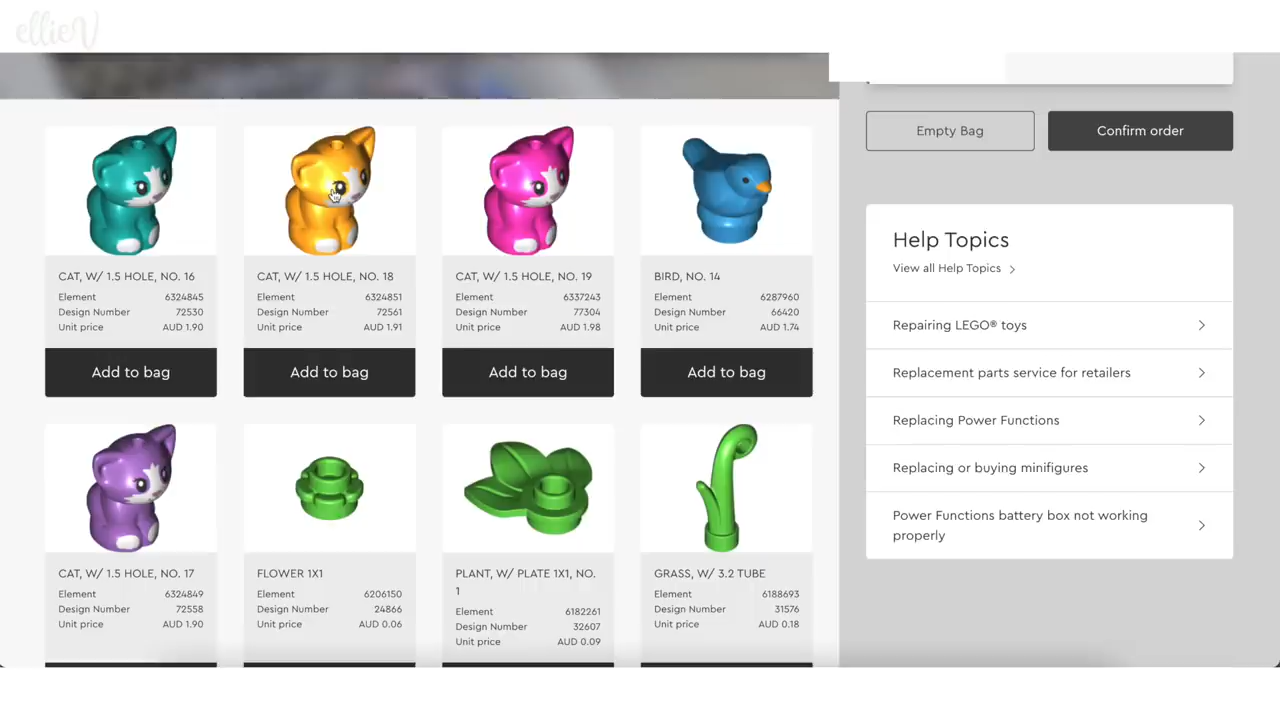 ellieV
Empty Bag
Confirm order
CAT, W/ 1.5 HOLE, NO. 16
Element 6324845
Design Number 72530
Unit price AUD 1.90
Add to bag
CAT, W/ 1.5 HOLE, NO. 18
Element 6324851
Design Number 72561
Unit price AUD 1.91
Add to bag
CAT, W/ 1.5 HOLE, NO. 19
Element 6337243
Design Number 77304
Unit price AUD 1.98
Add to bag
BIRD, NO. 14
Element 6287960
Design Number 66420
Unit price AUD 1.74
Add to bag
CAT, W/ 1.5 HOLE, NO. 17
Element 6324849
Design Number 72558
Unit price AUD 1.90
FLOWER 1X1
Element 6206150
Design Number 24866
Unit price AUD 0.06
PLANT, W/ PLATE 1X1, NO.
1
Element 6182261
Design Number 32607
Unit price AUD 0.09
GRASS, W/ 3.2 TUBE
Element 6188693
Design Number 31576
Unit price AUD 0.18
Help Topics
View all Help Topics
Repairing LEGO® toys
Replacement parts service for retailers
Replacing Power Functions
Replacing or buying minifigures
Power Functions battery box not working
properly